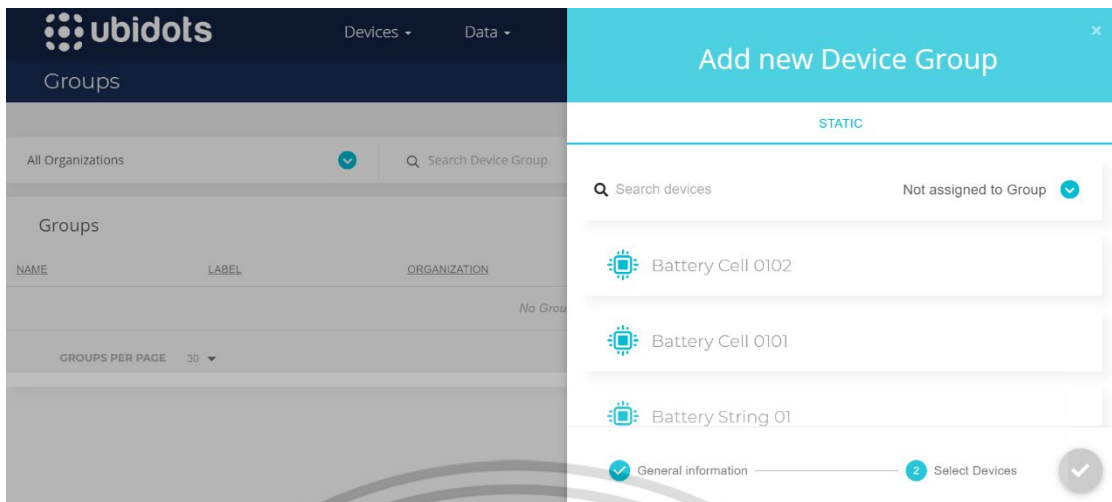 ubidots
Devices
Data
Groups
All Organizations
Search Device Group
Groups
NAME
LABEL
ORGANIZATION
No Grou
GROUPS PER PAGE 30
×
Add new Device Group
STATIC
Search devices
Not assigned to Group
Battery Cell 0102
Battery Cell 0101
Battery String 01
General information
2 Select Devices